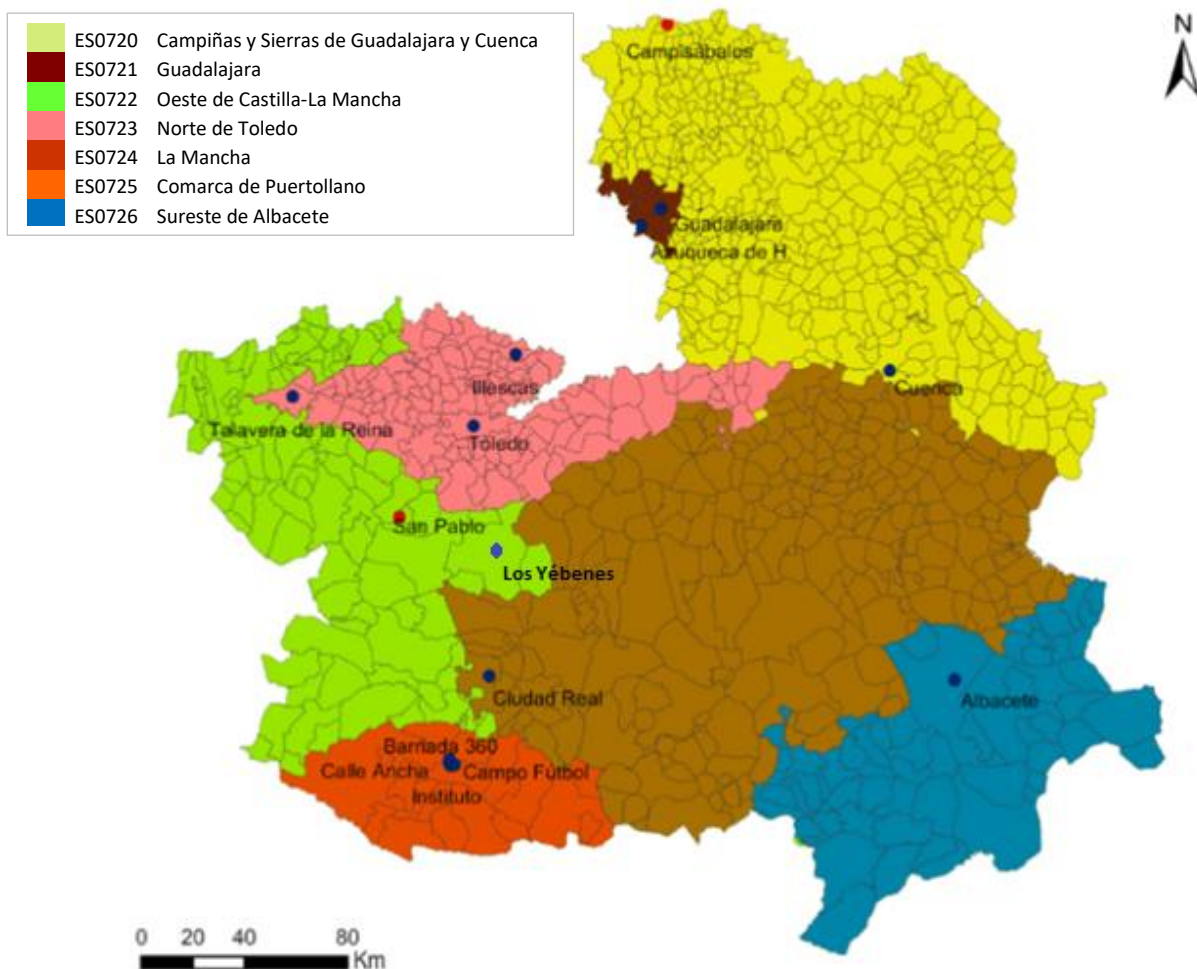 ES0720 Campiñas y Sierras de Guadalajara y Cuenca
ES0721 Guadalajara
ES0722 Oeste de Castilla-La Mancha
ES0723 Norte de Toledo
ES0724 La Mancha
ES0725 Comarca de Puertollano
ES0726 Sureste de Albacete
N
Campisábalos
Guadalajara
Azuqueca de H
Illescas
Cuenca
Talavera de la Reina
Toledo
San Pablo
Los Yébenes
Ciudad Real
Albacete
Barriada 360
Calle Ancha
Campo Fútbol
Instituto
0 20 40 80
Km